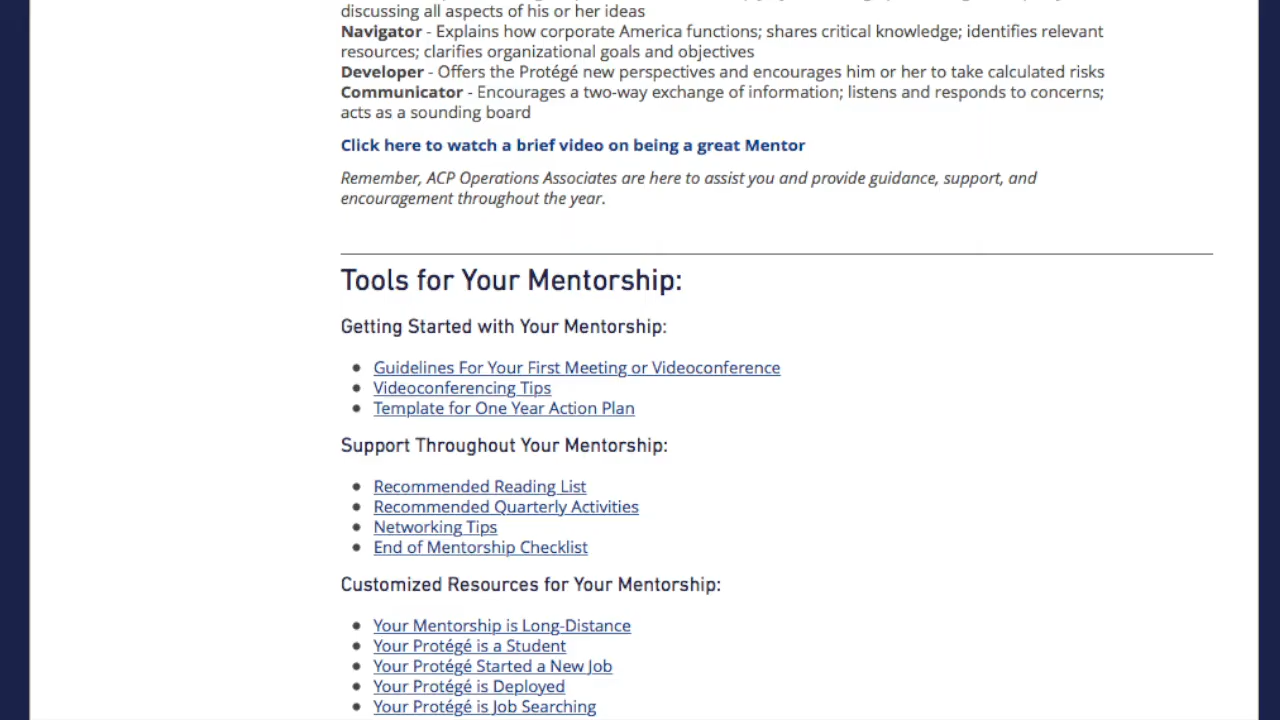 discussing all aspects of his or her ideas
Navigator - Explains how corporate America functions; shares critical knowledge; identifies relevant
resources; clarifies organizational goals and objectives
Developer - Offers the Protégé new perspectives and encourages him or her to take calculated risks
Communicator - Encourages a two-way exchange of information; listens and responds to concerns;
acts as a sounding board
Click here to watch a brief video on being a great Mentor
Remember, ACP Operations Associates are here to assist you and provide guidance, support, and
encouragement throughout the year.
Tools for Your Mentorship:
Getting Started with Your Mentorship:
Guidelines For Your First Meeting or Videoconference
Videoconferencing Tips
Template for One Year Action Plan
Support Throughout Your Mentorship:
Recommended Reading List
Recommended Quarterly Activities
Networking Tips
End of Mentorship Checklist
Customized Resources for Your Mentorship:
Your Mentorship is Long-Distance
Your Protégé is a Student
Your Protégé Started a New Job
Your Protégé is Deployed
Your Protégé is Job Searching